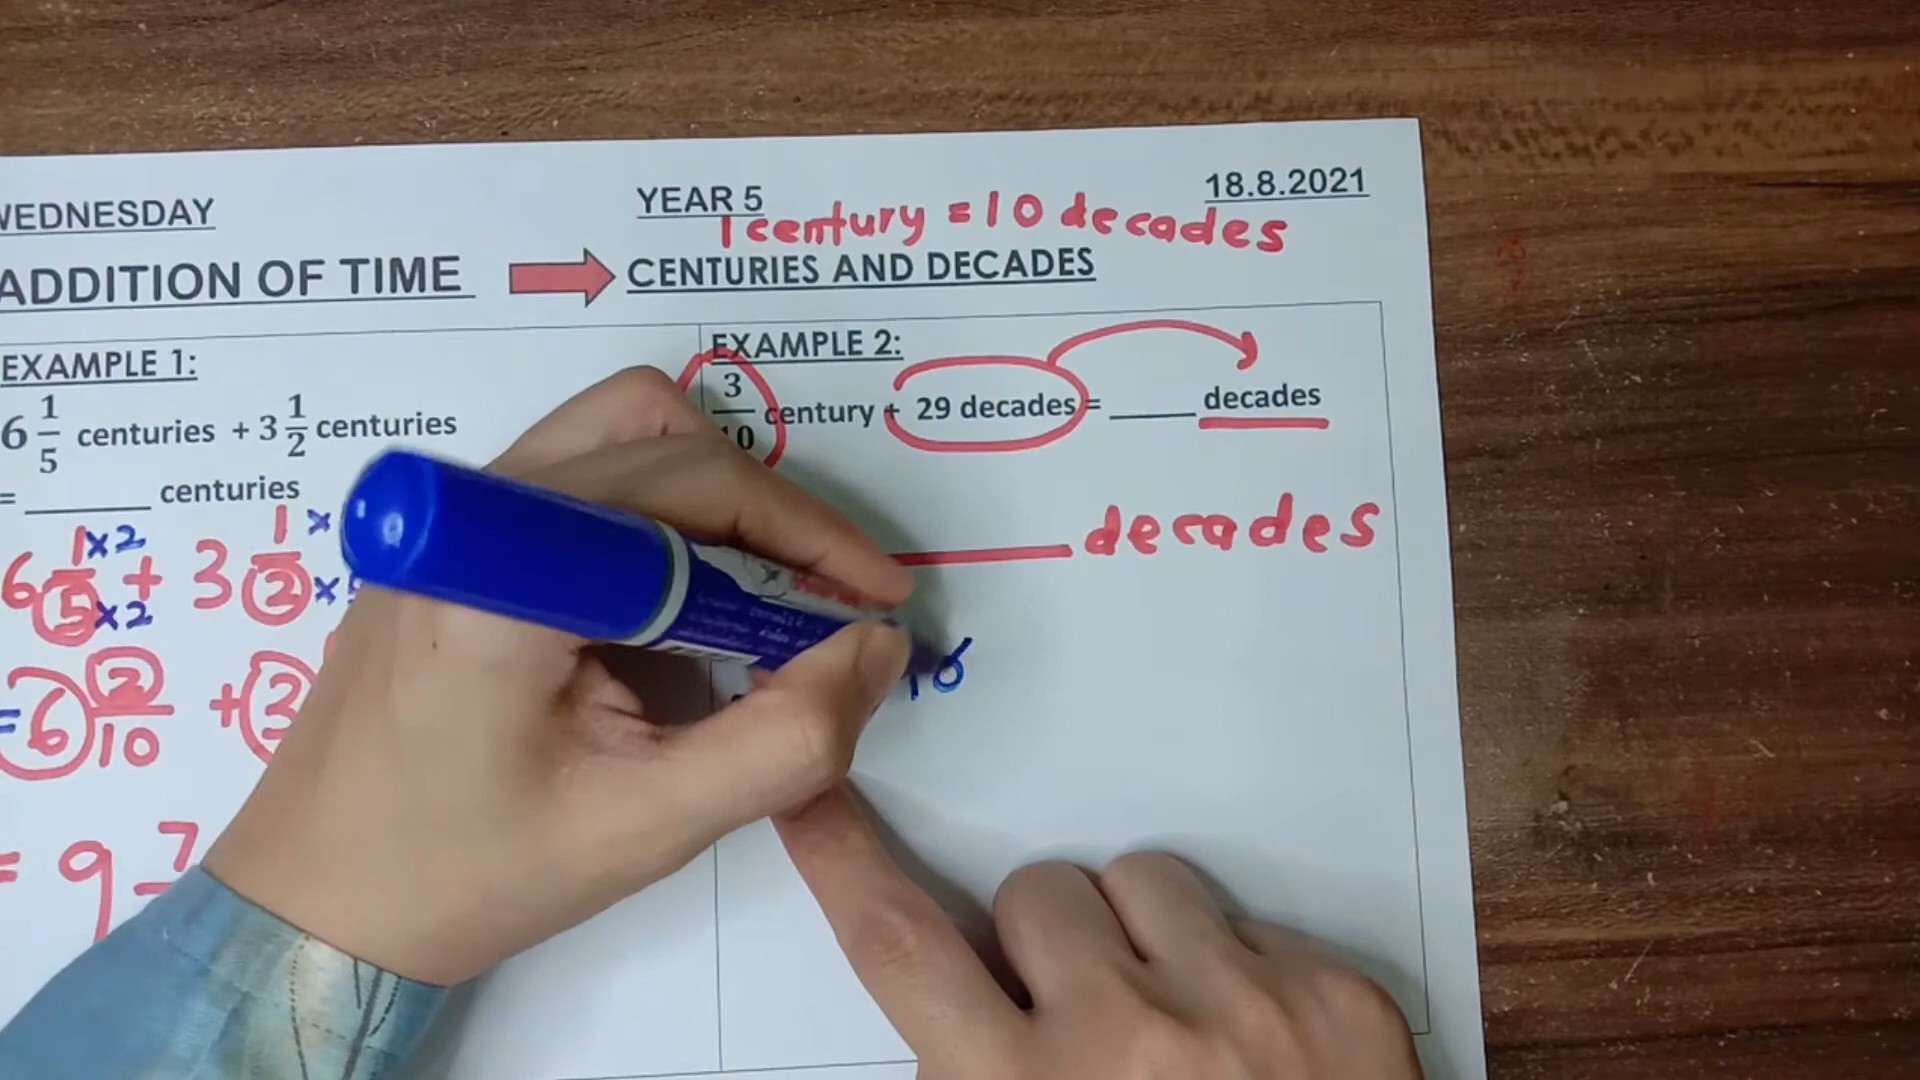 WEDNESDAY
YEAR 5
18.8.2021
1 century = 10 decades
ADDITION OF TIME
CENTURIES AND DECADES
EXAMPLE 1:
6 1/5 centuries + 3 1/2 centuries
= ______ centuries
6 1×2/5×2 + 3 1×/2×
= 6 2/10 + 3
= 9 7
EXAMPLE 2:
3/10 century + 29 decades = _____ decades
_____ decades
10